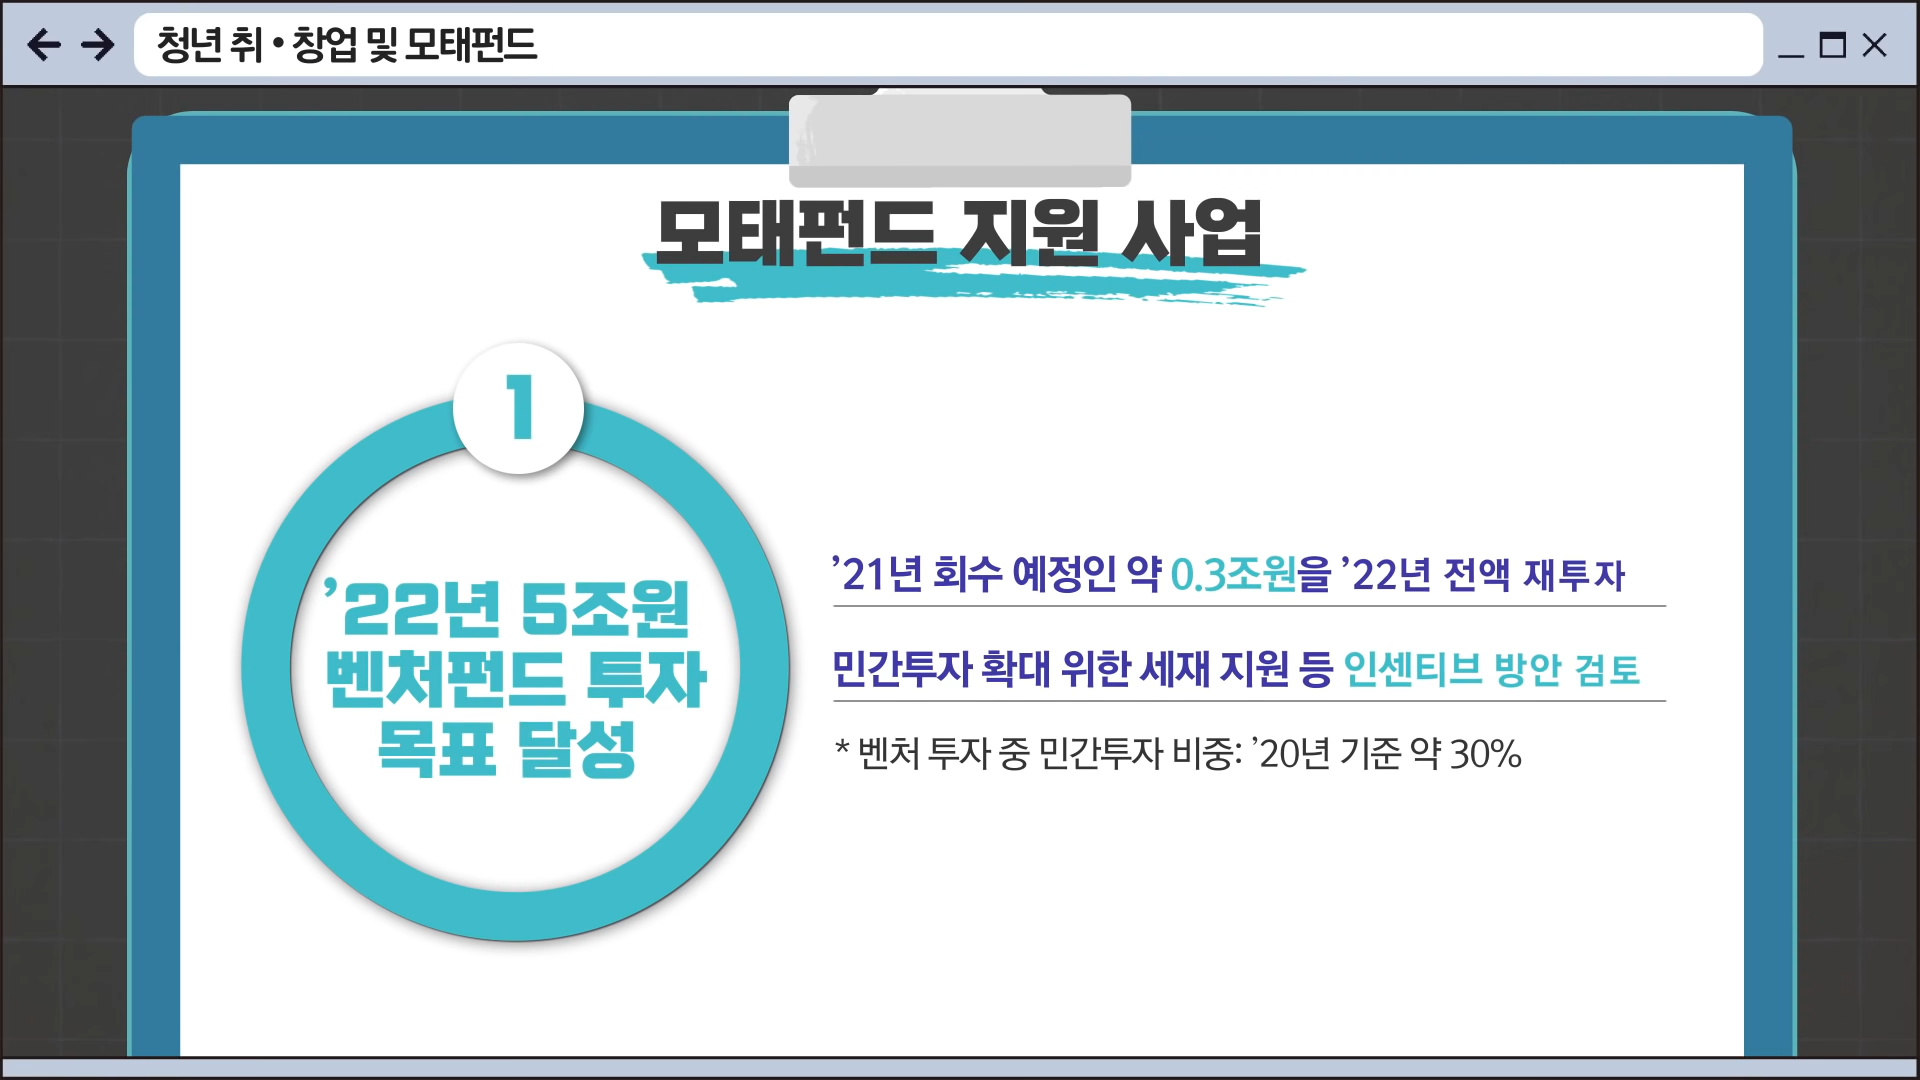 청년 취•창업 및 모태펀드
모태펀드 지원 사업
1
’22년 5조원
벤처펀드 투자
목표 달성
’21년 회수 예정인 약 0.3조원을 ’22년 전액 재투자
민간투자 확대 위한 세재 지원 등 인센티브 방안 검토
* 벤처 투자 중 민간투자 비중: ’20년 기준 약 30%